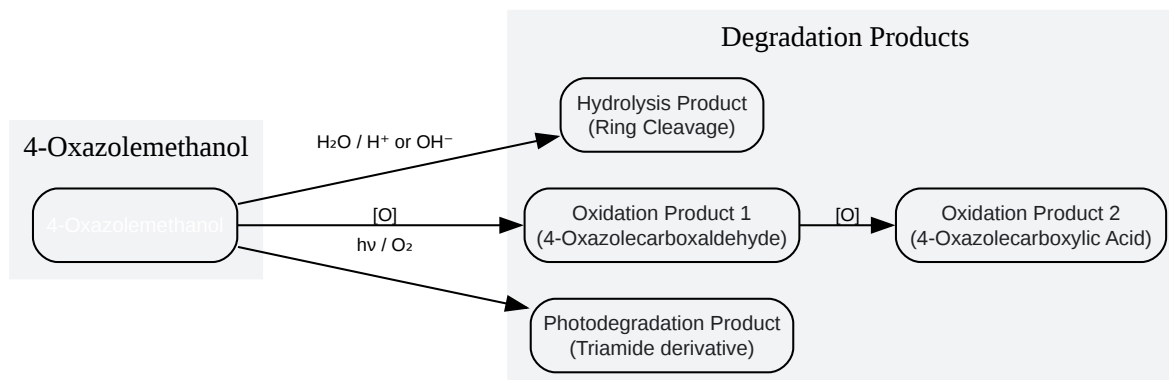 Degradation Products
4-Oxazolemethanol
4-Oxazolemethanol
H₂O / H⁺ or OH⁻
[O]
hν / O₂
Hydrolysis Product
(Ring Cleavage)
Oxidation Product 1
(4-Oxazolecarboxaldehyde)
[O]
Oxidation Product 2
(4-Oxazolecarboxylic Acid)
Photodegradation Product
(Triamide derivative)